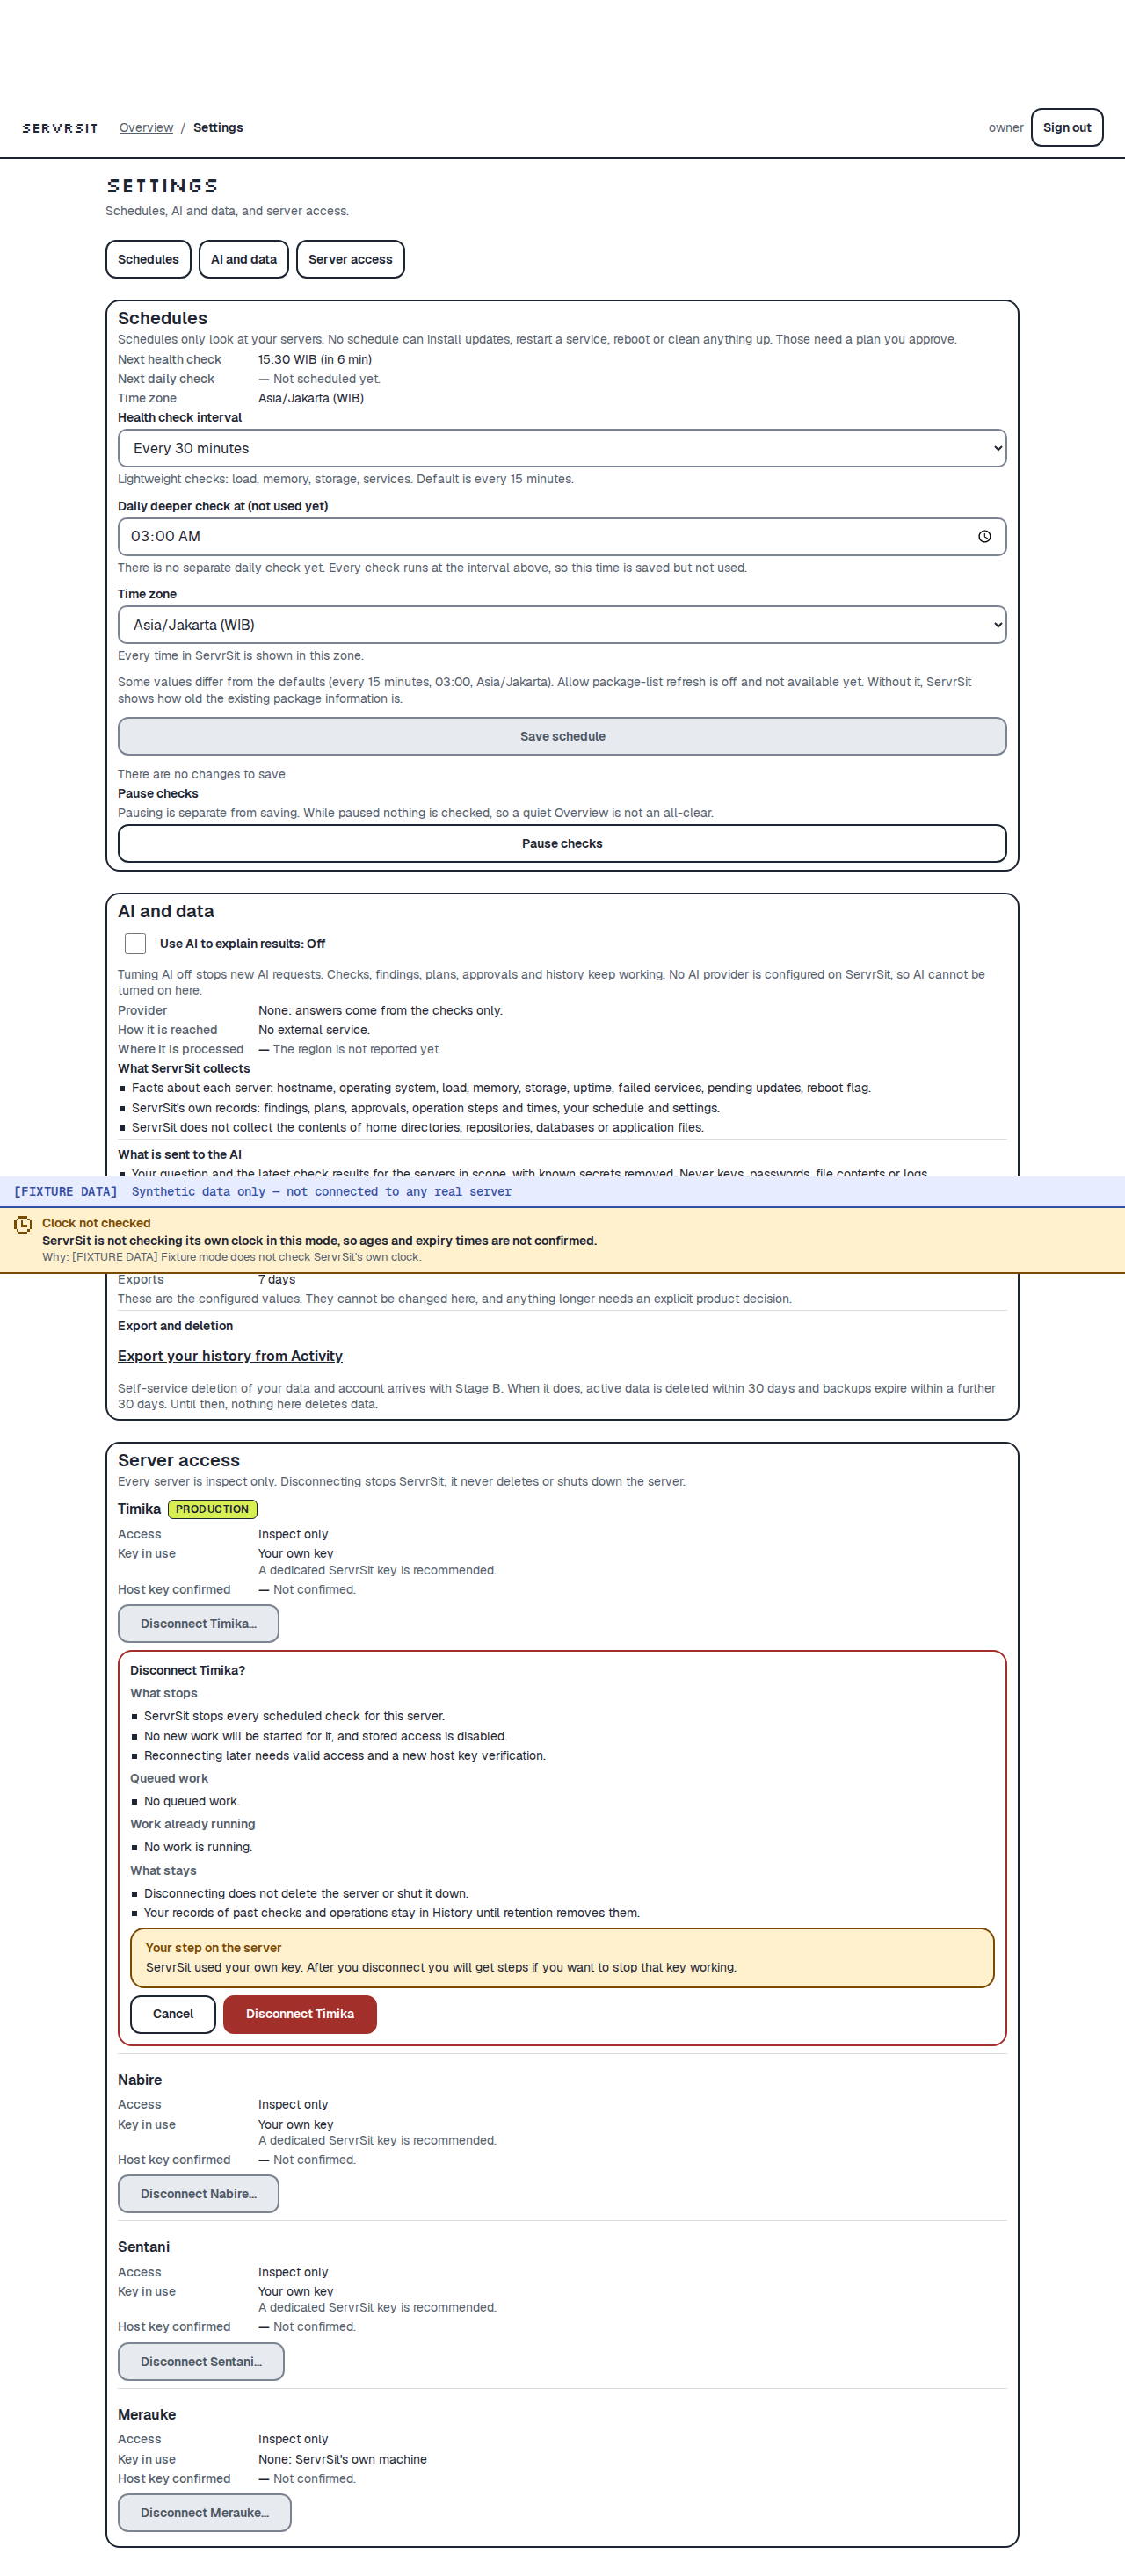 SERVRSIT Overview / Settings owner Sign out
SETTINGS
Schedules, AI and data, and server access.
Schedules AI and data Server access
Schedules
Schedules only look at your servers. No schedule can install updates, restart a service, reboot or clean anything up. Those need a plan you approve.
Next health check 15:30 WIB (in 6 min)
Next daily check — Not scheduled yet.
Time zone Asia/Jakarta (WIB)
Health check interval
Every 30 minutes
Lightweight checks: load, memory, storage, services. Default is every 15 minutes.
Daily deeper check at (not used yet)
03:00 AM
There is no separate daily check yet. Every check runs at the interval above, so this time is saved but not used.
Time zone
Asia/Jakarta (WIB)
Every time in ServrSit is shown in this zone.
Some values differ from the defaults (every 15 minutes, 03:00, Asia/Jakarta). Allow package-list refresh is off and not available yet. Without it, ServrSit
shows how old the existing package information is.
Save schedule
There are no changes to save.
Pause checks
Pausing is separate from saving. While paused nothing is checked, so a quiet Overview is not an all-clear.
Pause checks
AI and data
Use AI to explain results: Off
Turning AI off stops new AI requests. Checks, findings, plans, approvals and history keep working. No AI provider is configured on ServrSit, so AI cannot be
turned on here.
Provider None: answers come from the checks only.
How it is reached No external service.
Where it is processed — The region is not reported yet.
What ServrSit collects
Facts about each server: hostname, operating system, load, memory, storage, uptime, failed services, pending updates, reboot flag.
ServrSit's own records: findings, plans, approvals, operation steps and times, your schedule and settings.
ServrSit does not collect the contents of home directories, repositories, databases or application files.
What is sent to the AI
Your question and the latest check results for the servers in scope, with known secrets removed. Never keys, passwords, file contents or logs.
[FIXTURE DATA] Synthetic data only — not connected to any real server
Clock not checked
ServrSit is not checking its own clock in this mode, so ages and expiry times are not confirmed.
Why: [FIXTURE DATA] Fixture mode does not check ServrSit's own clock.
Exports 7 days
These are the configured values. They cannot be changed here, and anything longer needs an explicit product decision.
Export and deletion
Export your history from Activity
Self-service deletion of your data and account arrives with Stage B. When it does, active data is deleted within 30 days and backups expire within a further
30 days. Until then, nothing here deletes data.
Server access
Every server is inspect only. Disconnecting stops ServrSit; it never deletes or shuts down the server.
Timika PRODUCTION
Access Inspect only
Key in use Your own key
A dedicated ServrSit key is recommended.
Host key confirmed — Not confirmed.
Disconnect Timika...
Disconnect Timika?
What stops
ServrSit stops every scheduled check for this server.
No new work will be started for it, and stored access is disabled.
Reconnecting later needs valid access and a new host key verification.
Queued work
No queued work.
Work already running
No work is running.
What stays
Disconnecting does not delete the server or shut it down.
Your records of past checks and operations stay in History until retention removes them.
Your step on the server
ServrSit used your own key. After you disconnect you will get steps if you want to stop that key working.
Cancel Disconnect Timika
Nabire
Access Inspect only
Key in use Your own key
A dedicated ServrSit key is recommended.
Host key confirmed — Not confirmed.
Disconnect Nabire...
Sentani
Access Inspect only
Key in use Your own key
A dedicated ServrSit key is recommended.
Host key confirmed — Not confirmed.
Disconnect Sentani...
Merauke
Access Inspect only
Key in use None: ServrSit's own machine
Host key confirmed — Not confirmed.
Disconnect Merauke...